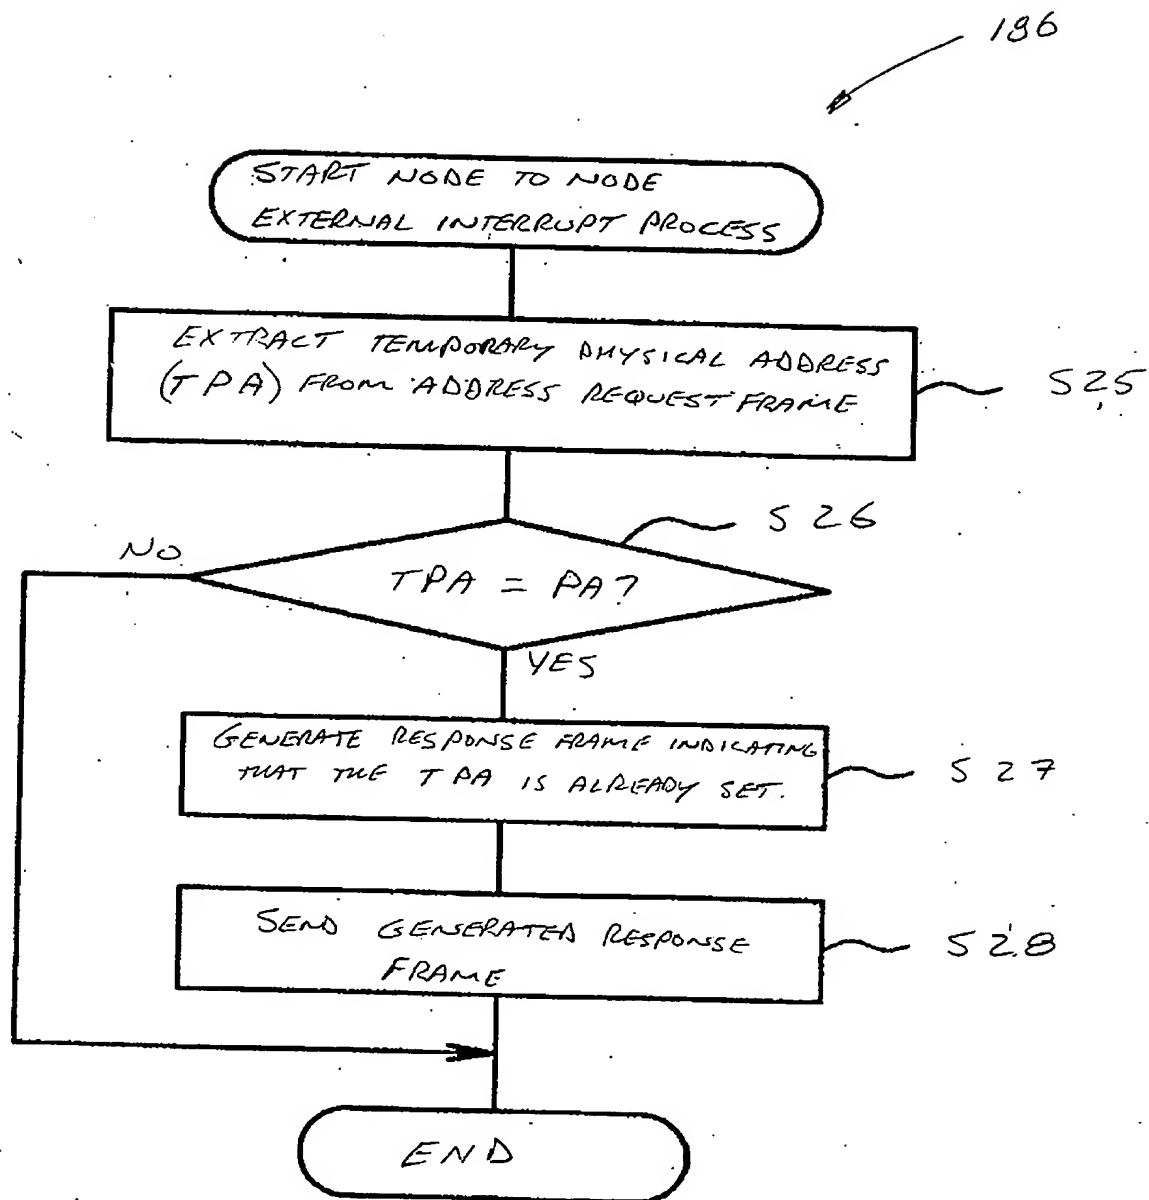 186
START NODE TO NODE
EXTERNAL INTERRUPT PROCESS
EXTRACT TEMPORARY PHYSICAL ADDRESS
(TPA) FROM ADDRESS REQUEST FRAME
S25
S26
NO
TPA = PA?
YES
GENERATE RESPONSE FRAME INDICATING
THAT THE TPA IS ALREADY SET.
S27
SEND GENERATED RESPONSE
FRAME
S28
END